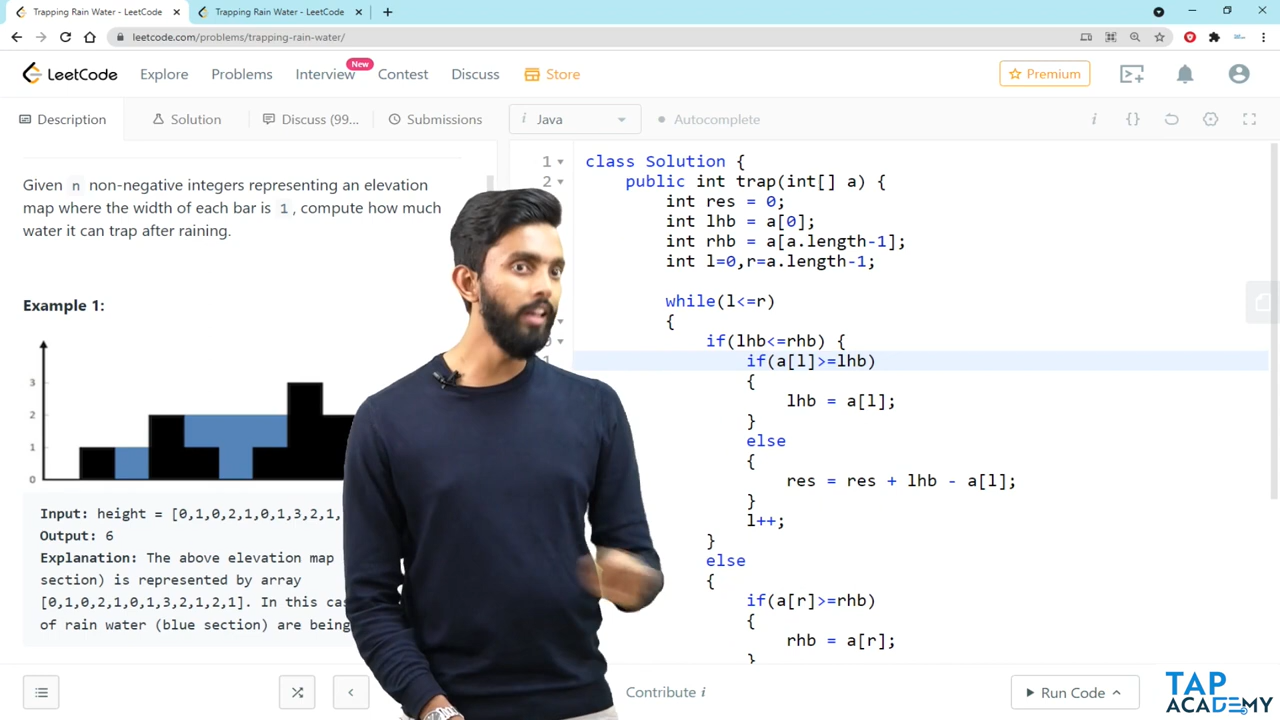 Trapping Rain Water - LeetCode
Trapping Rain Water - LeetCode
leetcode.com/problems/trapping-rain-water/
LeetCode
Explore
Problems
Interview
New
Contest
Discuss
Store
Premium
Description
Solution
Discuss (99...
Submissions
i Java
Autocomplete
i
{}
Given n non-negative integers representing an elevation
map where the width of each bar is 1, compute how much
water it can trap after raining.
Example 1:
3
2
1
0
Input: height = [0,1,0,2,1,0,1,3,2,1,
Output: 6
Explanation: The above elevation map
section) is represented by array
[0,1,0,2,1,0,1,3,2,1,2,1]. In this cas
of rain water (blue section) are being
1 class Solution {
2 public int trap(int[] a) {
int res = 0;
int lhb = a[0];
int rhb = a[a.length-1];
int l=0,r=a.length-1;
while(l<=r)
{
if(lhb<=rhb) {
if(a[l]>=lhb)
{
lhb = a[l];
}
else
{
res = res + lhb - a[l];
}
l++;
}
else
{
if(a[r]>=rhb)
{
rhb = a[r];
}
Contribute i
Run Code
TAP
ACADEMY